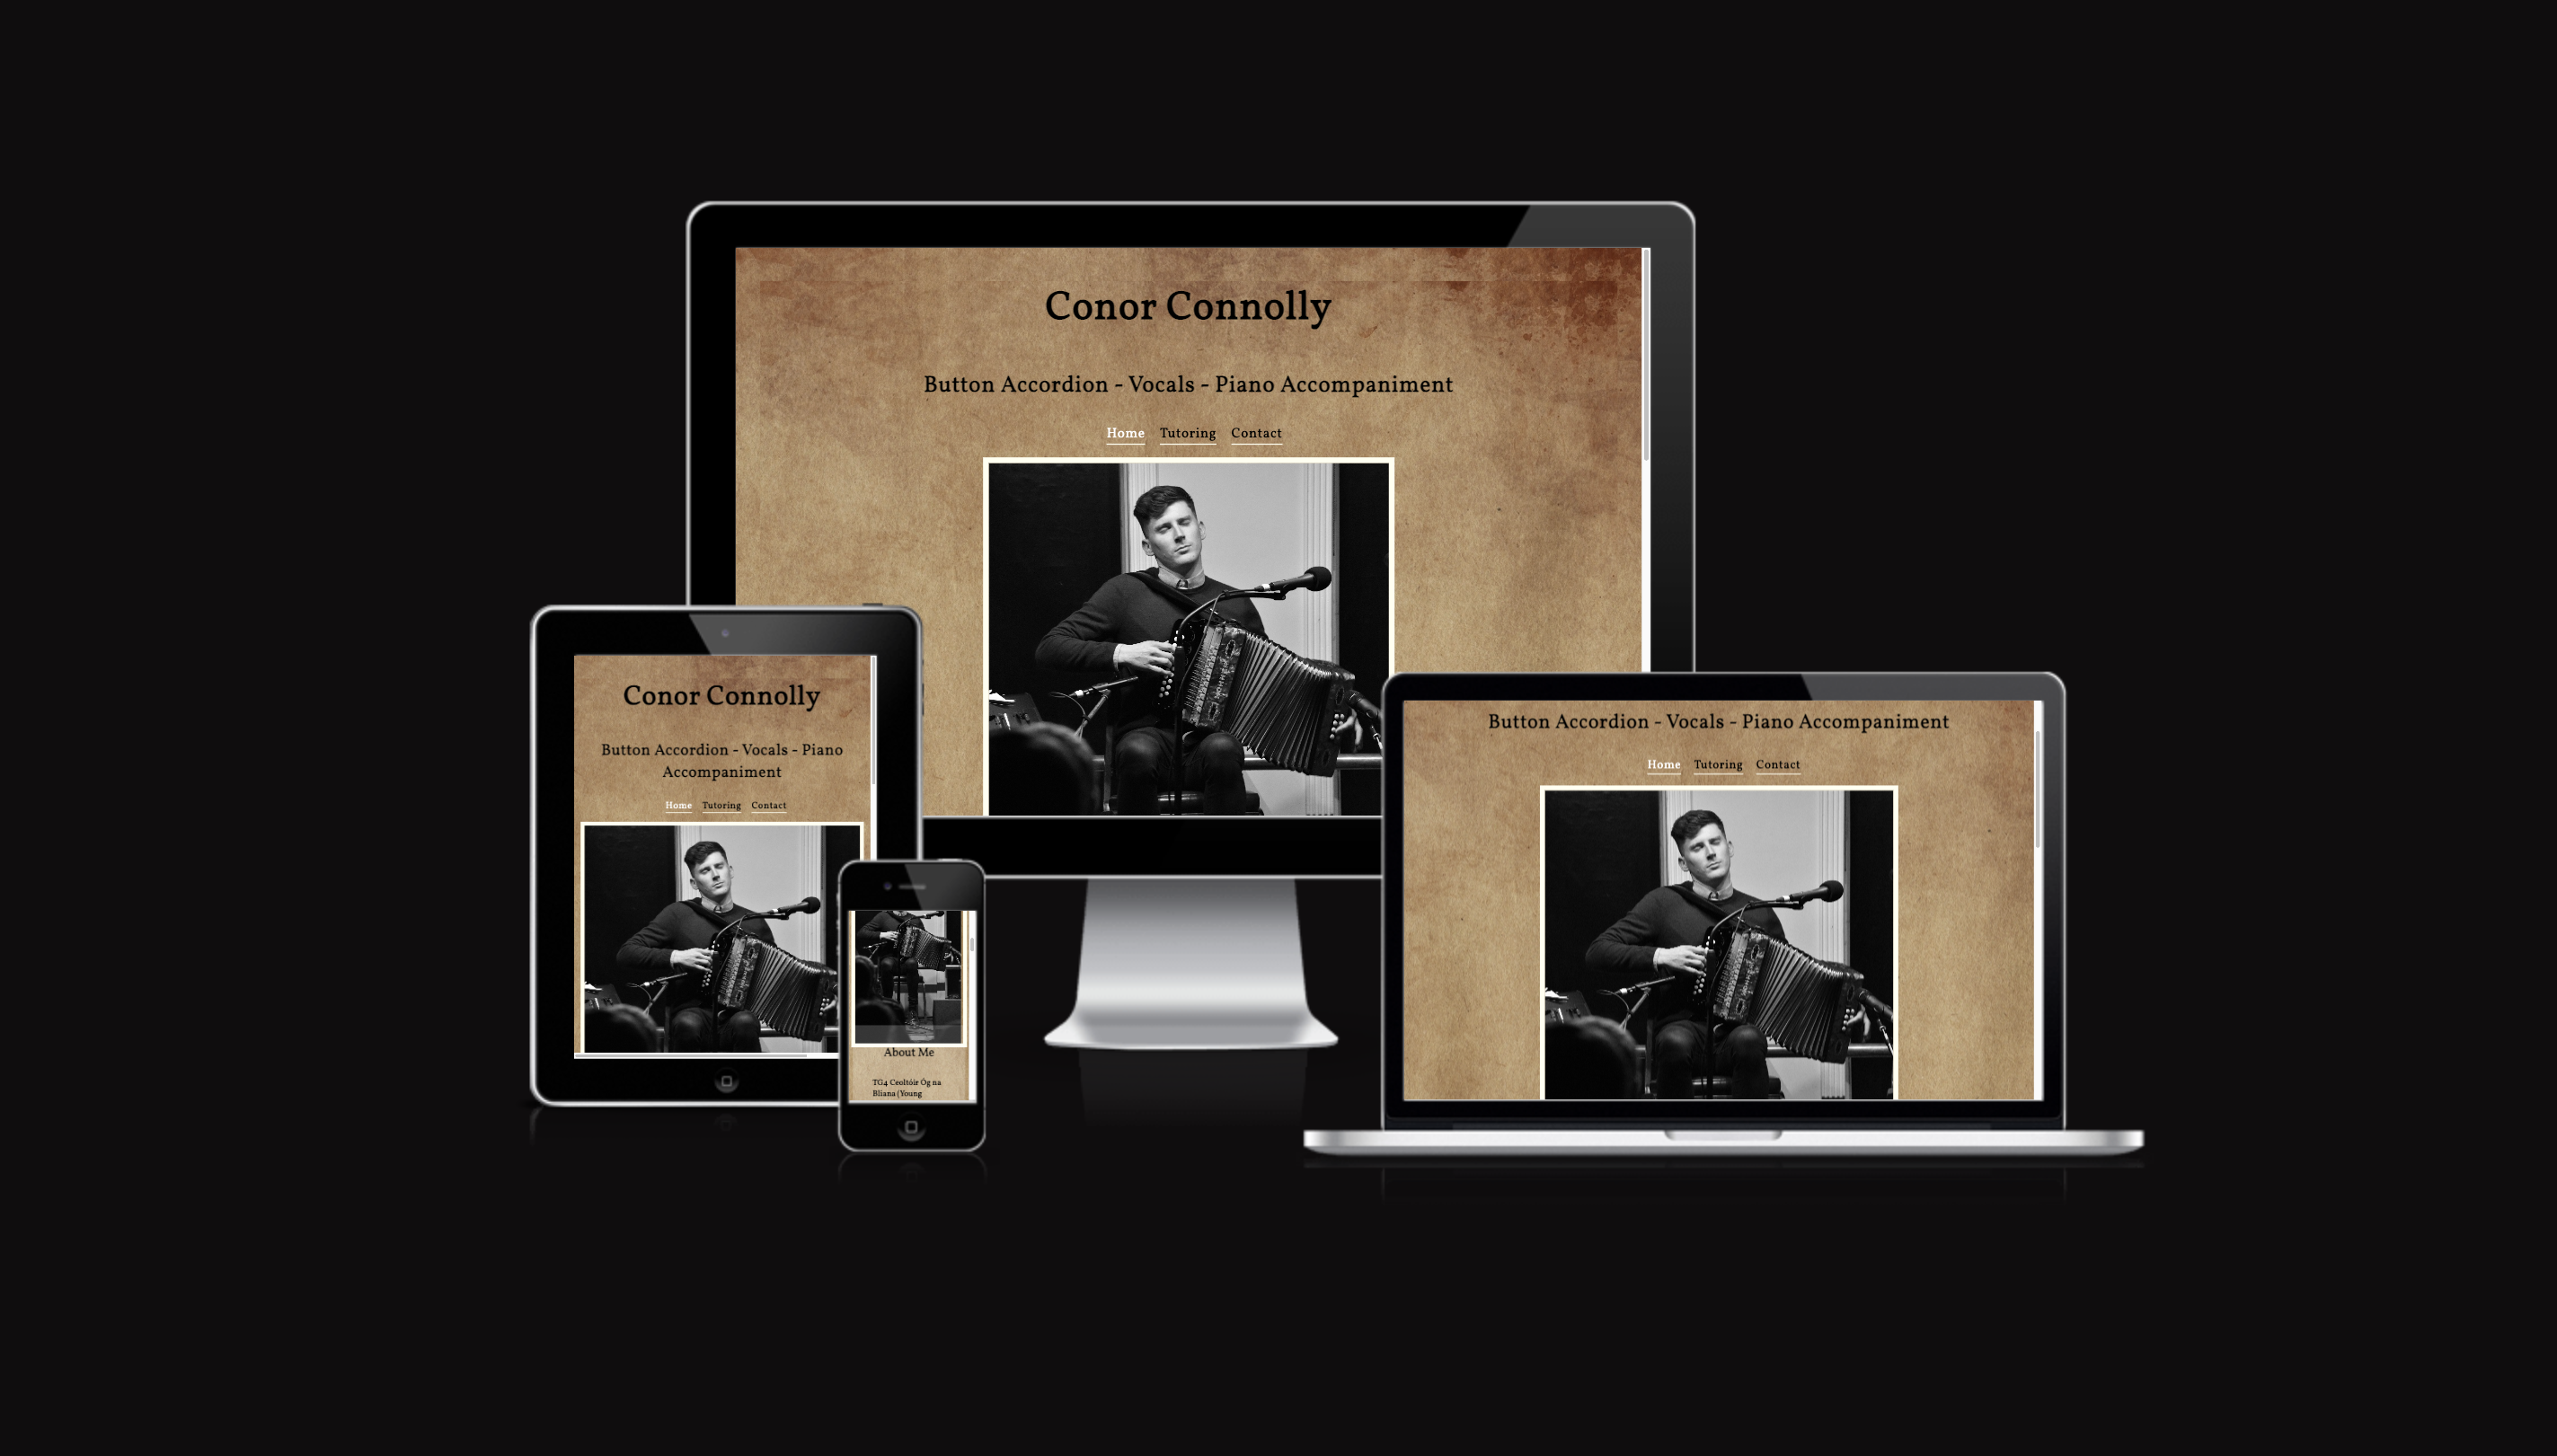 Conor Connolly
Button Accordion - Vocals - Piano Accompaniment
Home Tutoring Contact
Conor Connolly
Button Accordion - Vocals - Piano
Accompaniment
Home Tutoring Contact
About Me
TG4 Ceoltóir Óg na
Bliana (Young
Button Accordion - Vocals - Piano Accompaniment
Home Tutoring Contact